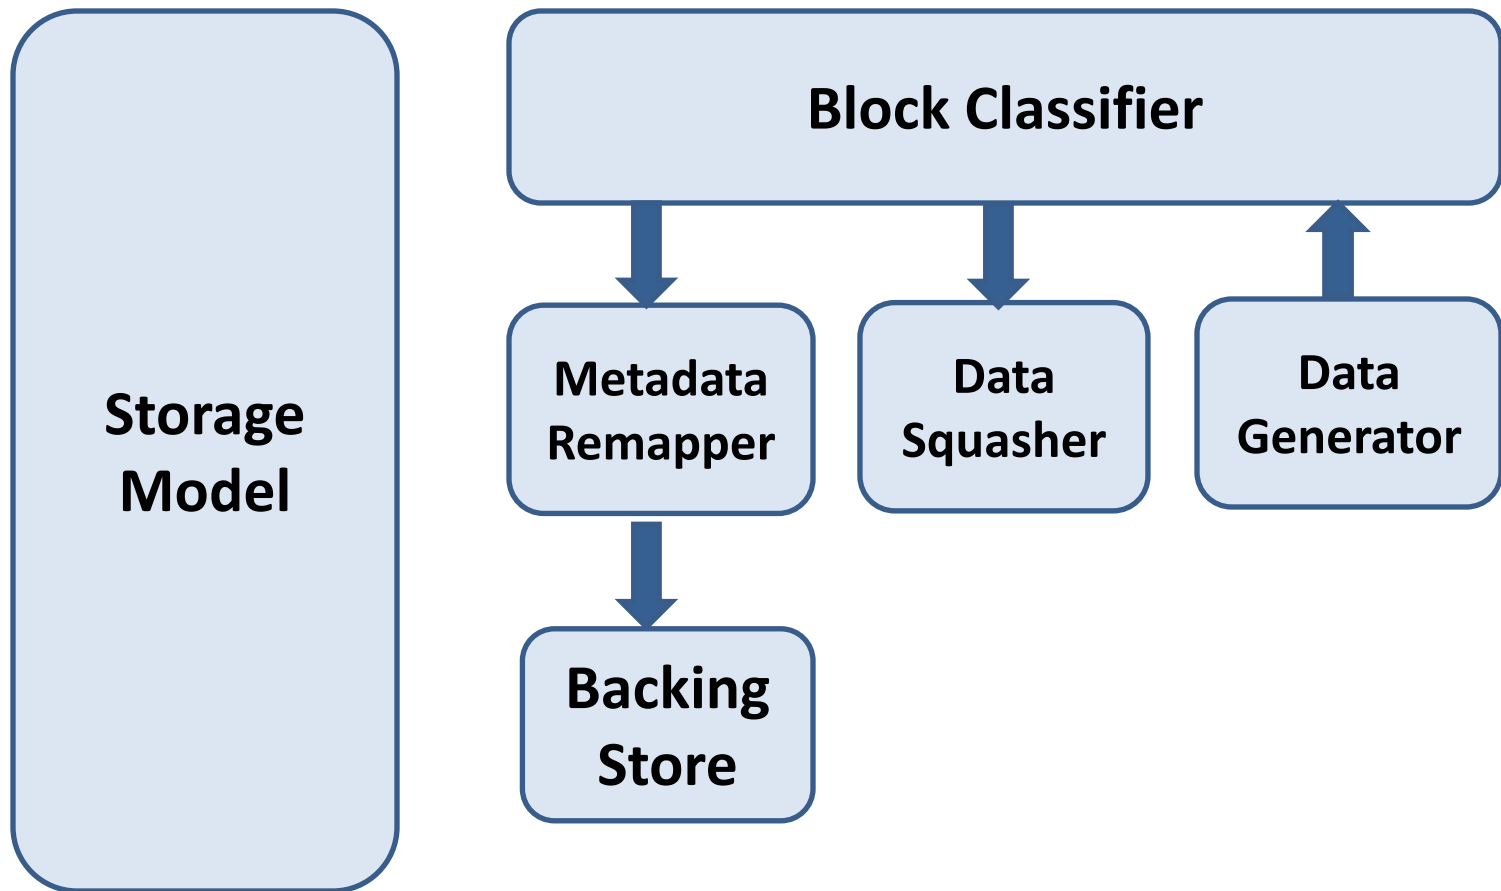 Storage
Model
Block Classifier
Metadata
Remapper
Data
Squasher
Data
Generator
Backing
Store